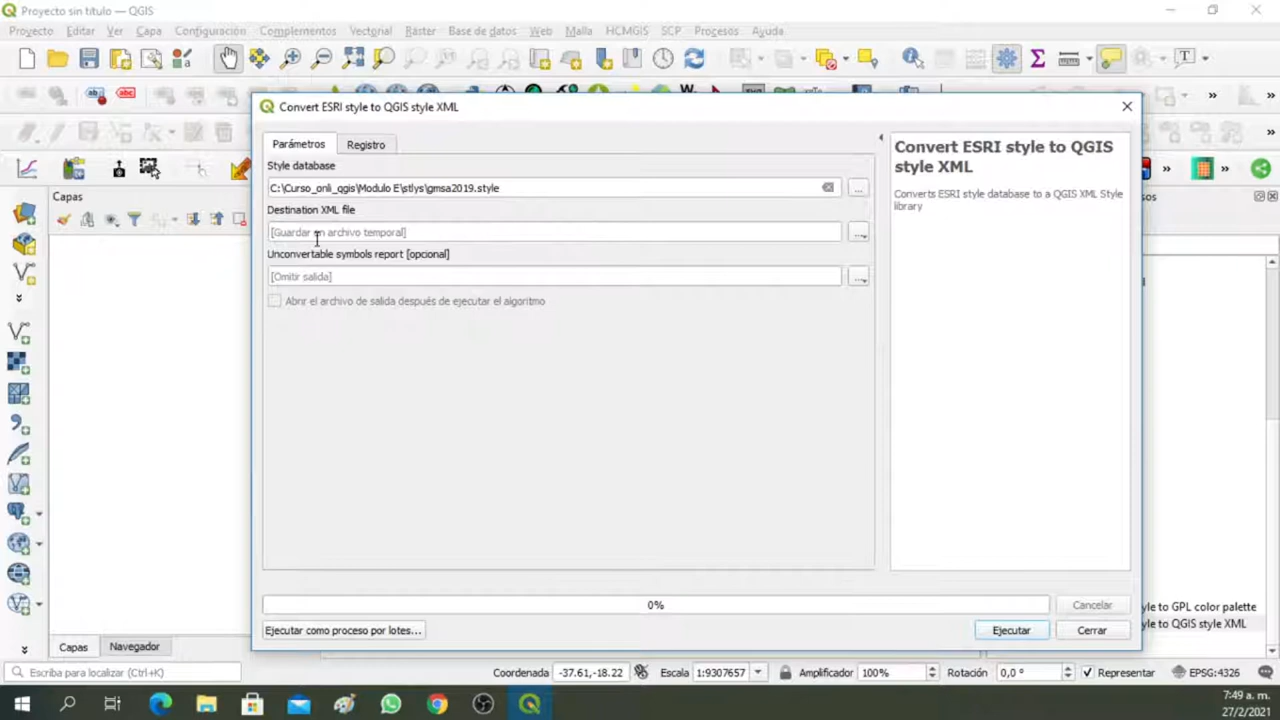 Proyecto sin título — QGIS
Proyecto Editar Ver Capa Configuración Complementos Vectorial Ráster Base de datos Web Malla HCMGIS SCP Procesos Ayuda
Convert ESRI style to QGIS style XML
Parámetros Registro
Style database
C:\Curso_onli_qgis\Modulo E\stlys\gmsa2019.style
...
Destination XML file
[Guardar en archivo temporal]
...
Unconvertable symbols report [opcional]
[Omitir salida]
...
Abrir el archivo de salida después de ejecutar el algoritmo
Convert ESRI style to QGIS
style XML
Converts ESRI style database to a QGIS XML Style
library
Capas
sos
0%
Cancelar
Ejecutar como proceso por lotes...
Ejecutar
Cerrar
yle to GPL color palette
yle to QGIS style XML
Capas Navegador
Escriba para localizar (Ctrl+K)
Coordenada -37.61,-18.22 Escala 1:9307657 Amplificador 100% Rotación 0,0 ° Representar EPSG:4326
7:49 a. m.
27/2/2021